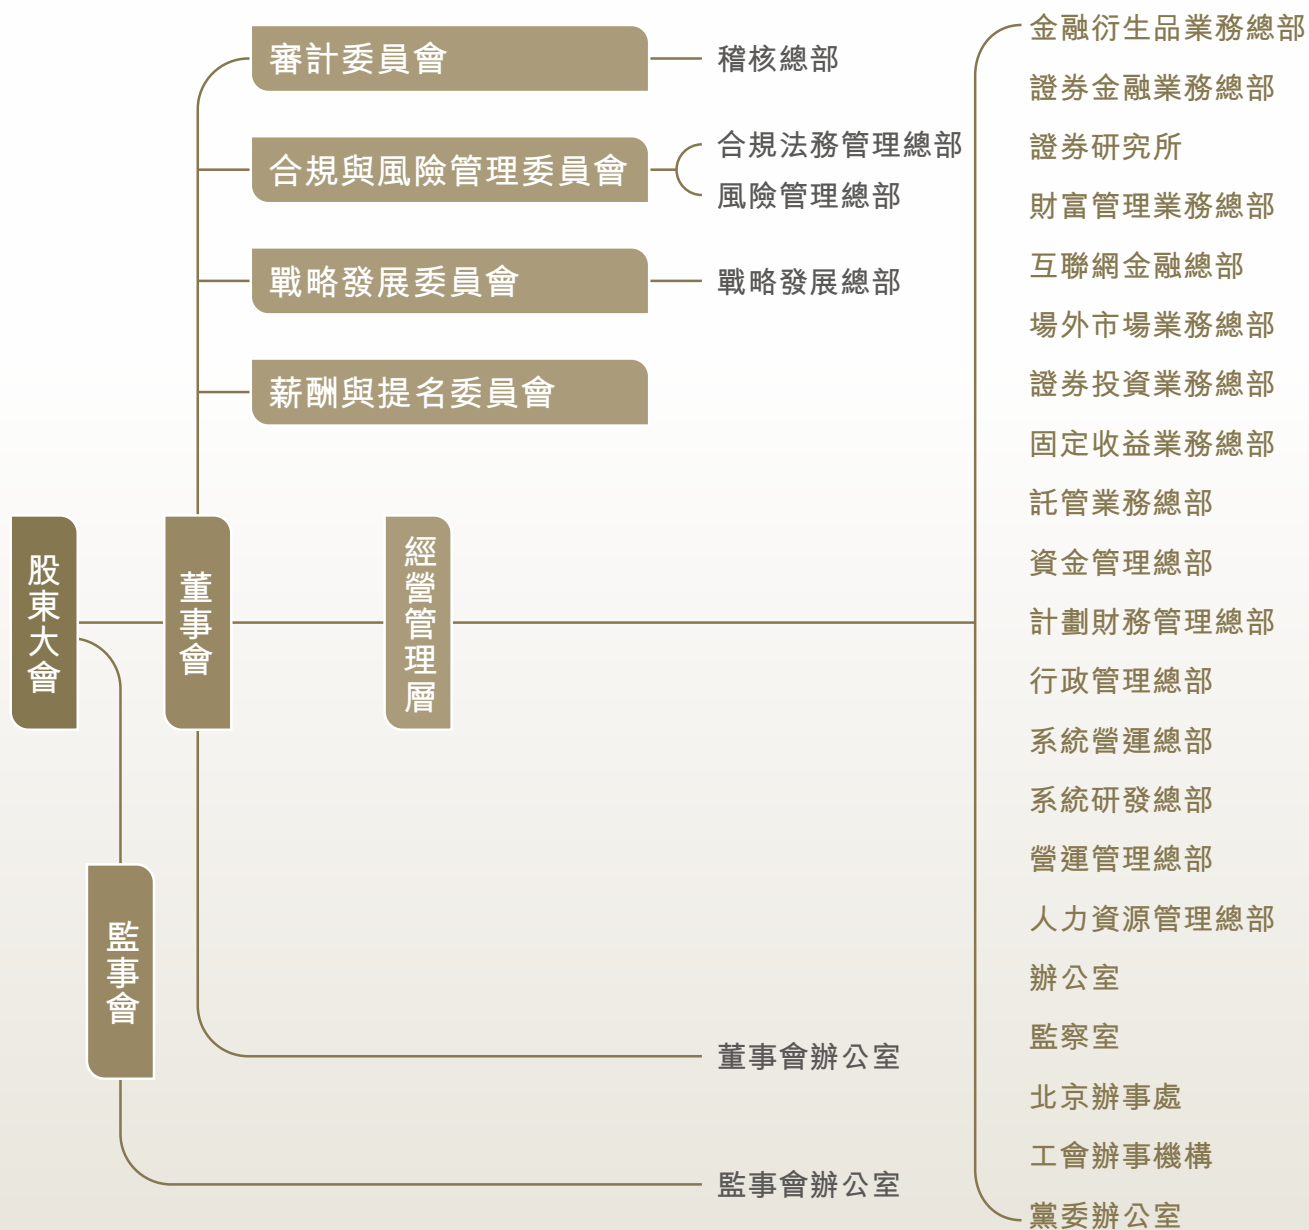 審計委員會
稽核總部
合規與風險管理委員會
合規法務管理總部
風險管理總部
戰略發展委員會
戰略發展總部
薪酬與提名委員會
股東大會
董事會
經營管理層
監事會
董事會辦公室
監事會辦公室
金融衍生品業務總部
證券金融業務總部
證券研究所
財富管理業務總部
互聯網金融總部
場外市場業務總部
證券投資業務總部
固定收益業務總部
託管業務總部
資金管理總部
計劃財務管理總部
行政管理總部
系統營運總部
系統研發總部
營運管理總部
人力資源管理總部
辦公室
監察室
北京辦事處
工會辦事機構
黨委辦公室